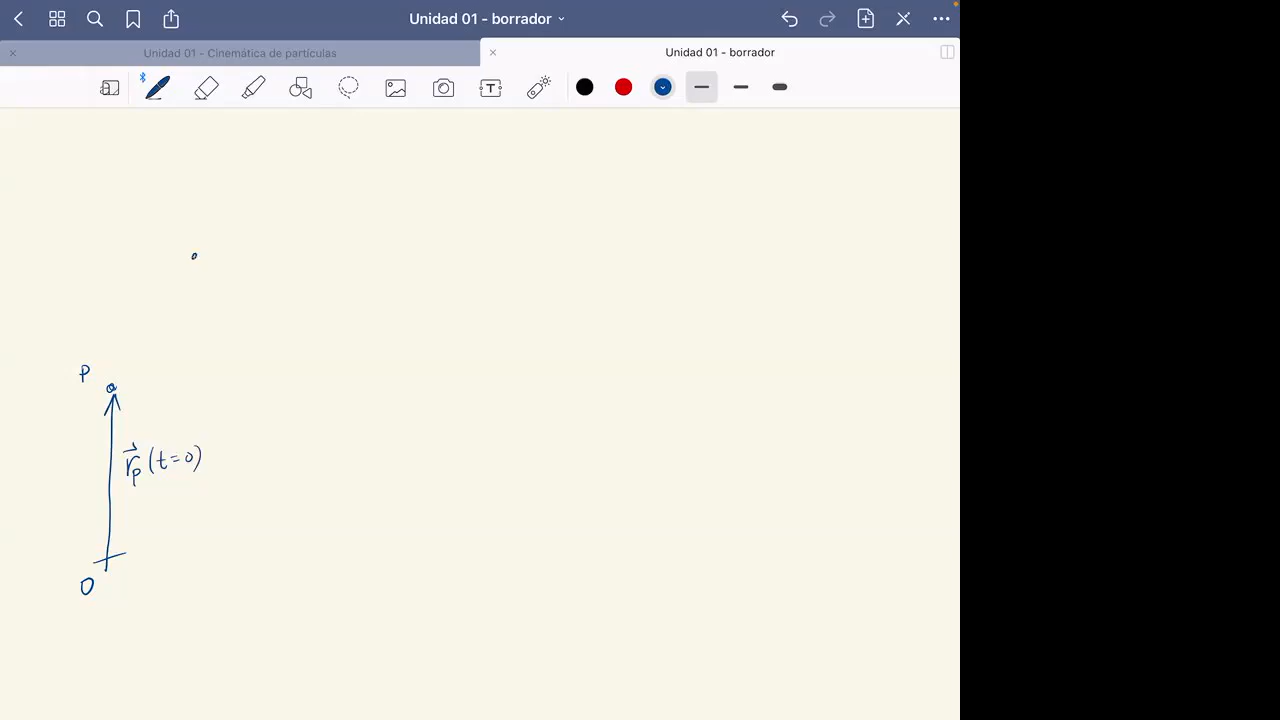 Unidad 01 - borrador
Unidad 01 - Cinemática de partículas
Unidad 01 - borrador
P
r⃗ₚ (t=0)
O